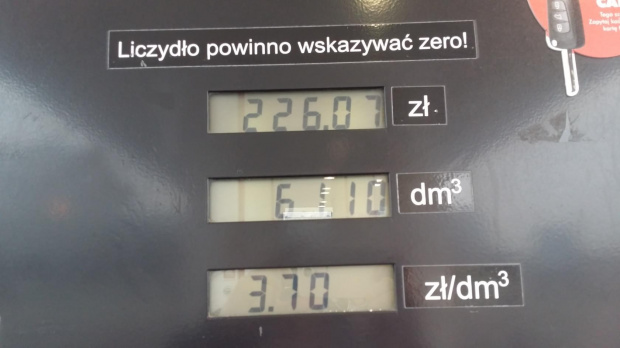 Liczydło powinno wskazywać zero!
226.07 zł
61.10 dm³
3.70 zł/dm³